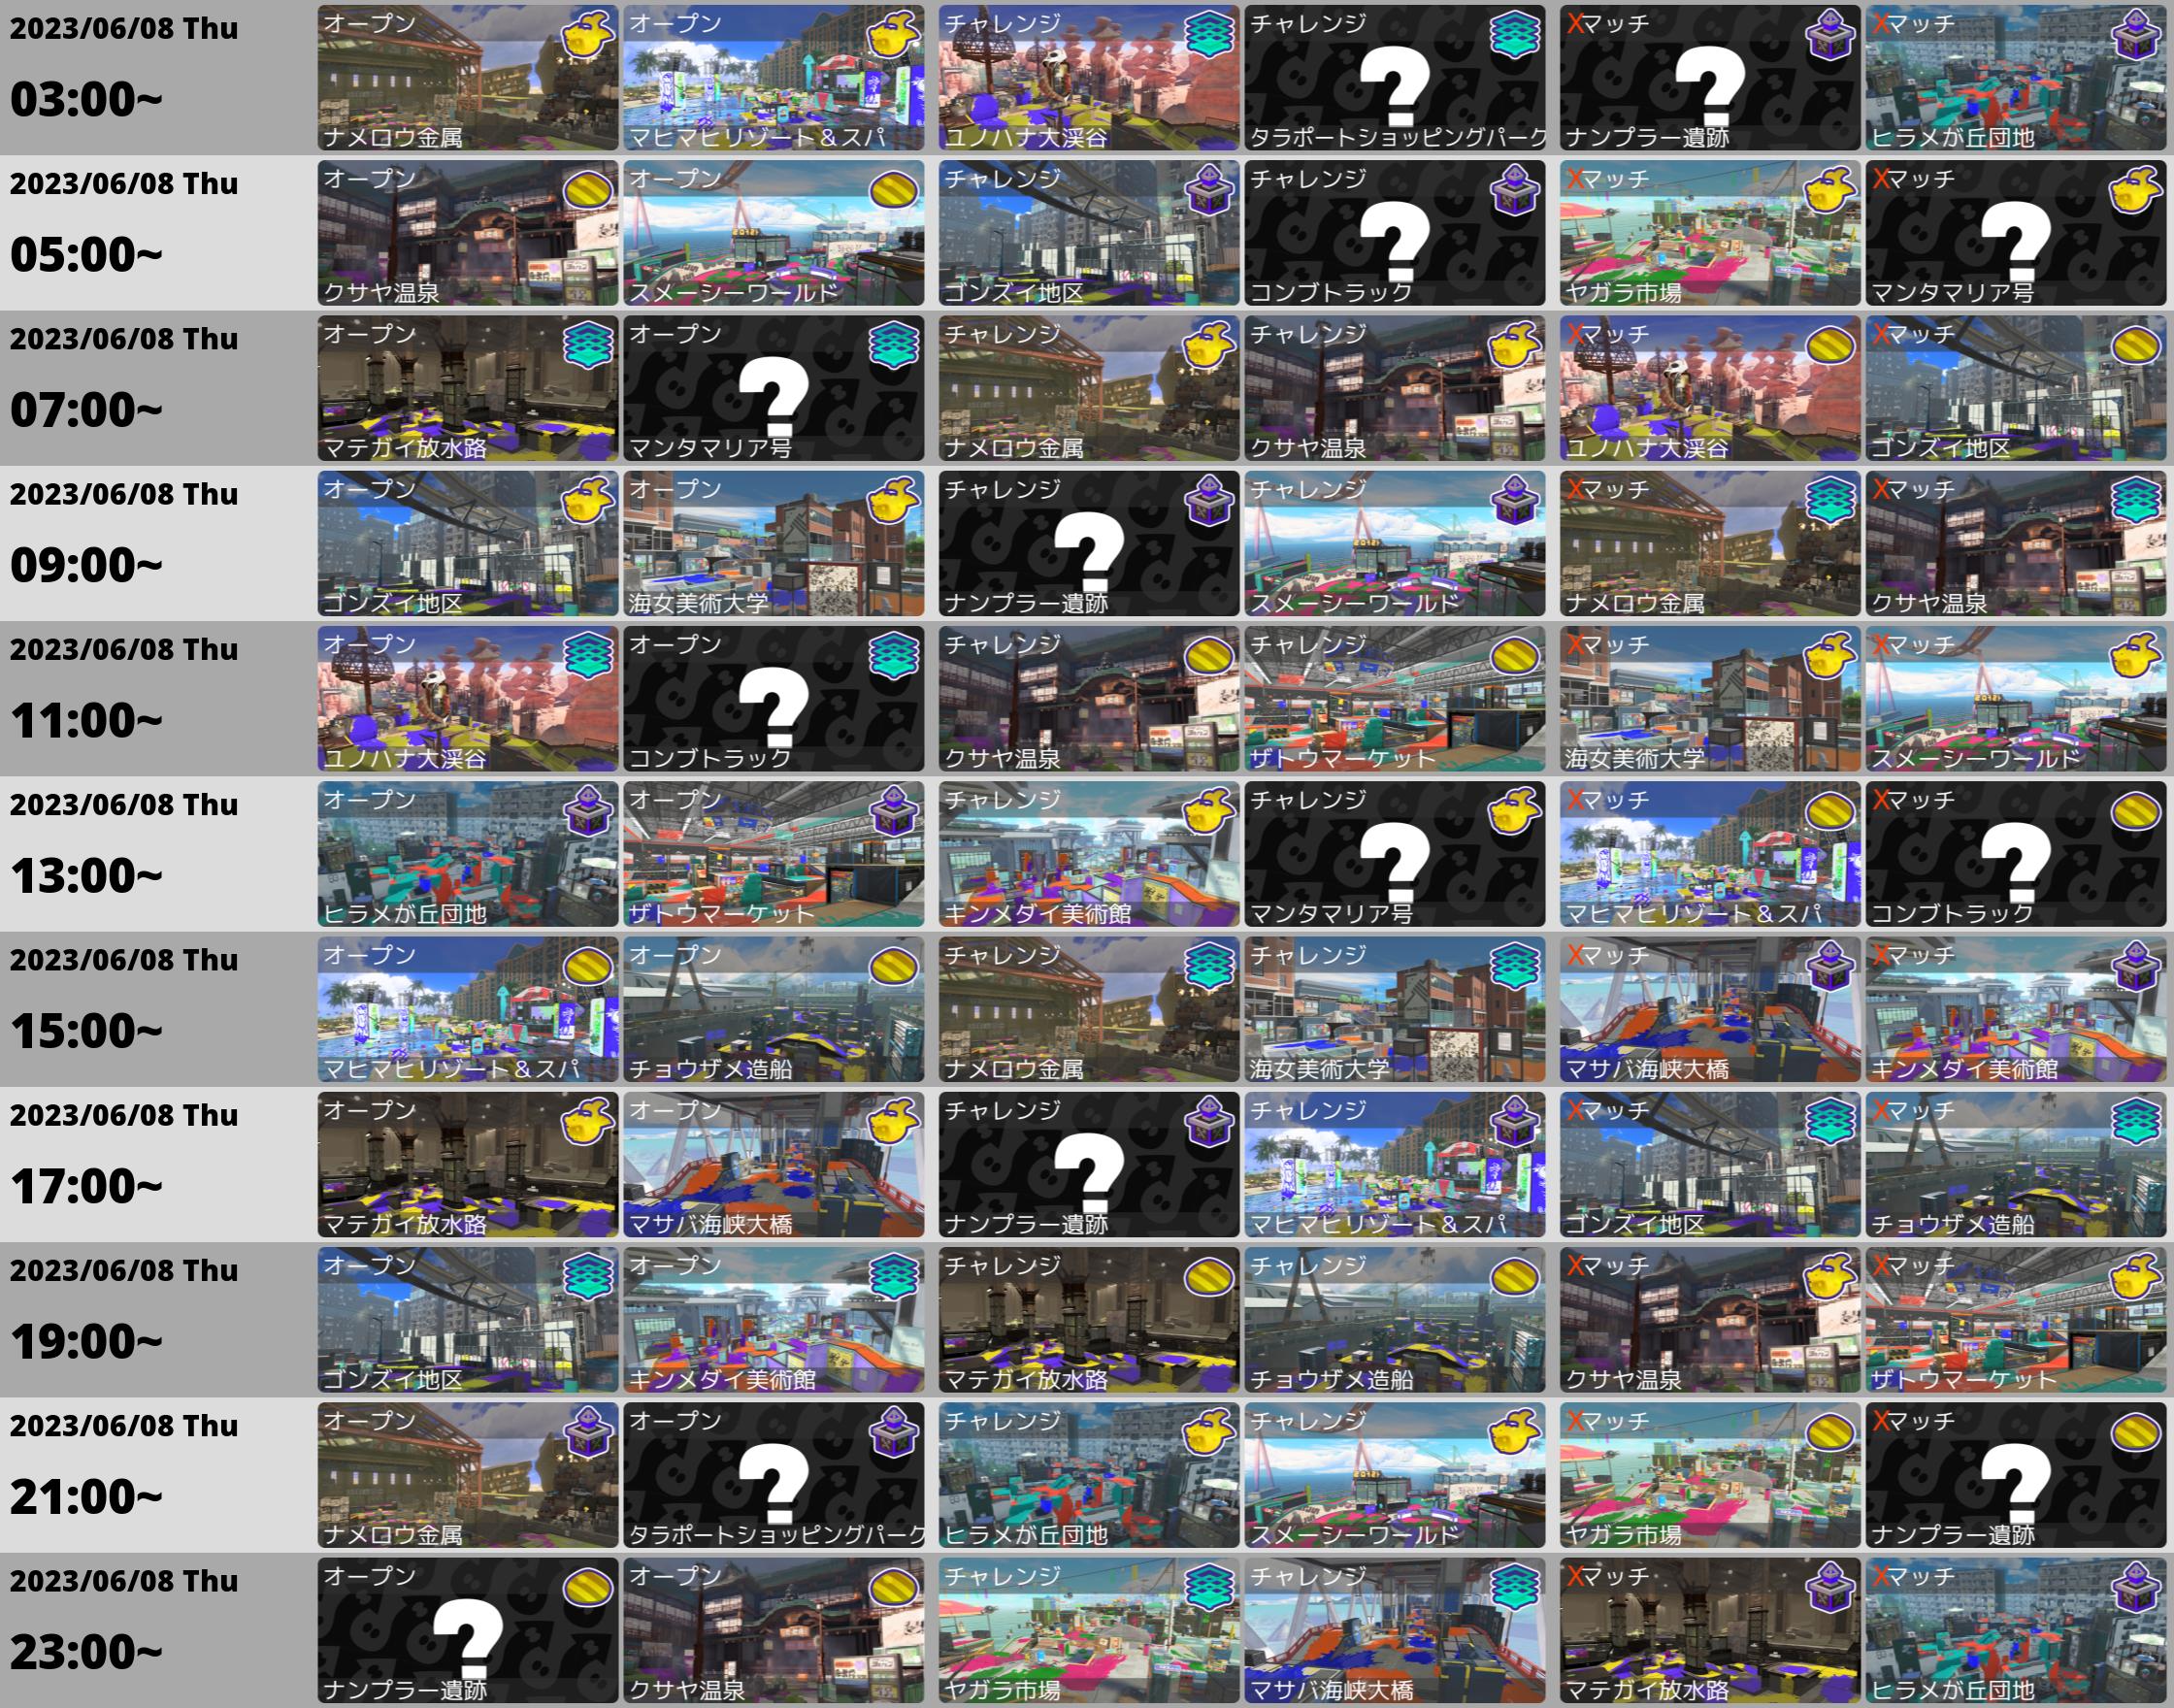 2023/06/08 Thu
03:00~
オープン
ナメロウ金属
オープン
マヒマヒリゾート＆スパ
チャレンジ
ユノハナ大渓谷
チャレンジ
タラポートショッピングパーク
Xマッチ
ナンプラー遺跡
Xマッチ
ヒラメが丘団地
2023/06/08 Thu
05:00~
オープン
クサヤ温泉
オープン
スメーシーワールド
チャレンジ
ゴンズイ地区
チャレンジ
コンブトラック
Xマッチ
ヤガラ市場
Xマッチ
マンタマリア号
2023/06/08 Thu
07:00~
オープン
マテガイ放水路
オープン
マンタマリア号
チャレンジ
ナメロウ金属
チャレンジ
クサヤ温泉
Xマッチ
ユノハナ大渓谷
Xマッチ
ゴンズイ地区
2023/06/08 Thu
09:00~
オープン
ゴンズイ地区
オープン
海女美術大学
チャレンジ
ナンプラー遺跡
チャレンジ
スメーシーワールド
Xマッチ
ナメロウ金属
Xマッチ
クサヤ温泉
2023/06/08 Thu
11:00~
オープン
ユノハナ大渓谷
オープン
コンブトラック
チャレンジ
クサヤ温泉
チャレンジ
ザトウマーケット
Xマッチ
海女美術大学
Xマッチ
スメーシーワールド
2023/06/08 Thu
13:00~
オープン
ヒラメが丘団地
オープン
ザトウマーケット
チャレンジ
キンメダイ美術館
チャレンジ
マンタマリア号
Xマッチ
マヒマヒリゾート＆スパ
Xマッチ
コンブトラック
2023/06/08 Thu
15:00~
オープン
マヒマヒリゾート＆スパ
オープン
チョウザメ造船
チャレンジ
ナメロウ金属
チャレンジ
海女美術大学
Xマッチ
マサバ海峡大橋
Xマッチ
キンメダイ美術館
2023/06/08 Thu
17:00~
オープン
マテガイ放水路
オープン
マサバ海峡大橋
チャレンジ
ナンプラー遺跡
チャレンジ
マヒマヒリゾート＆スパ
Xマッチ
ゴンズイ地区
Xマッチ
チョウザメ造船
2023/06/08 Thu
19:00~
オープン
ゴンズイ地区
オープン
キンメダイ美術館
チャレンジ
マテガイ放水路
チャレンジ
チョウザメ造船
Xマッチ
クサヤ温泉
Xマッチ
ザトウマーケット
2023/06/08 Thu
21:00~
オープン
ナメロウ金属
オープン
タラポートショッピングパーク
チャレンジ
ヒラメが丘団地
チャレンジ
スメーシーワールド
Xマッチ
ヤガラ市場
Xマッチ
ナンプラー遺跡
2023/06/08 Thu
23:00~
オープン
ナンプラー遺跡
オープン
クサヤ温泉
チャレンジ
ヤガラ市場
チャレンジ
マサバ海峡大橋
Xマッチ
マテガイ放水路
Xマッチ
ヒラメが丘団地